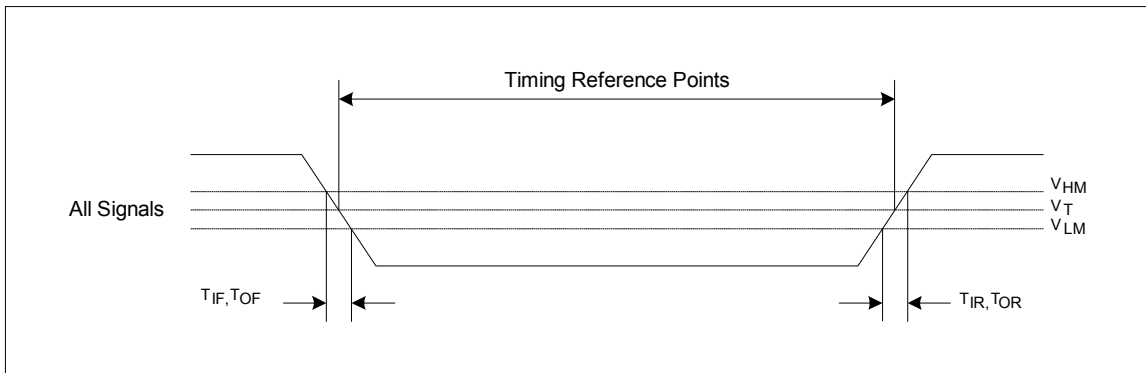 Timing Reference Points
All Signals
VHM
VT
VLM
TIF,TOF
TIR,TOR